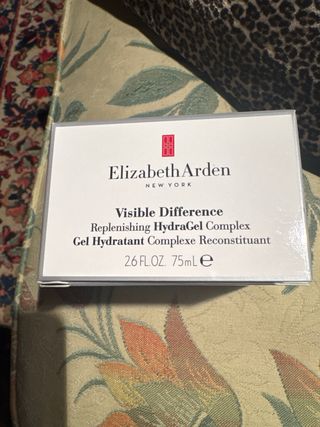 Elizabeth Arden
NEW YORK
Visible Difference
Replenishing HydraGel Complex
Gel Hydratant Complexe Reconstituant
2.6 FL.OZ. 75mL ℮